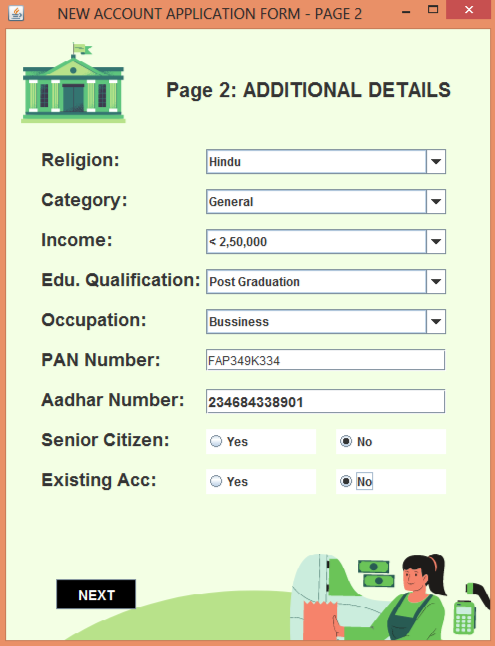 NEW ACCOUNT APPLICATION FORM - PAGE 2
Page 2: ADDITIONAL DETAILS
Religion: Hindu
Category: General
Income: < 2,50,000
Edu. Qualification: Post Graduation
Occupation: Bussiness
PAN Number: FAP349K334
Aadhar Number: 234684338901
Senior Citizen: Yes No
Existing Acc: Yes No
NEXT